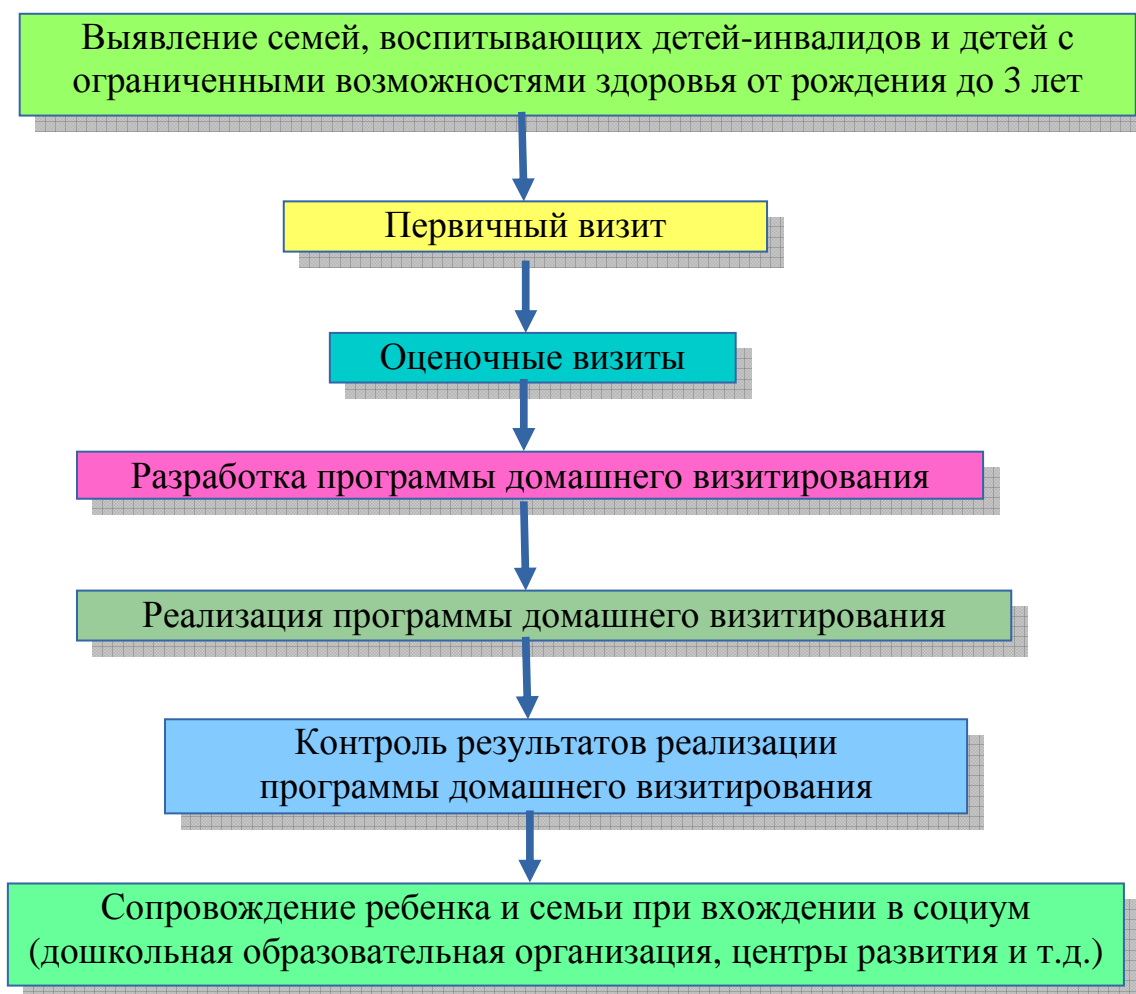 Выявление семей, воспитывающих детей-инвалидов и детей с
ограниченными возможностями здоровья от рождения до 3 лет
Первичный визит
Оценочные визиты
Разработка программы домашнего визитирования
Реализация программы домашнего визитирования
Контроль результатов реализации
программы домашнего визитирования
Сопровождение ребенка и семьи при вхождении в социум
(дошкольная образовательная организация, центры развития и т.д.)